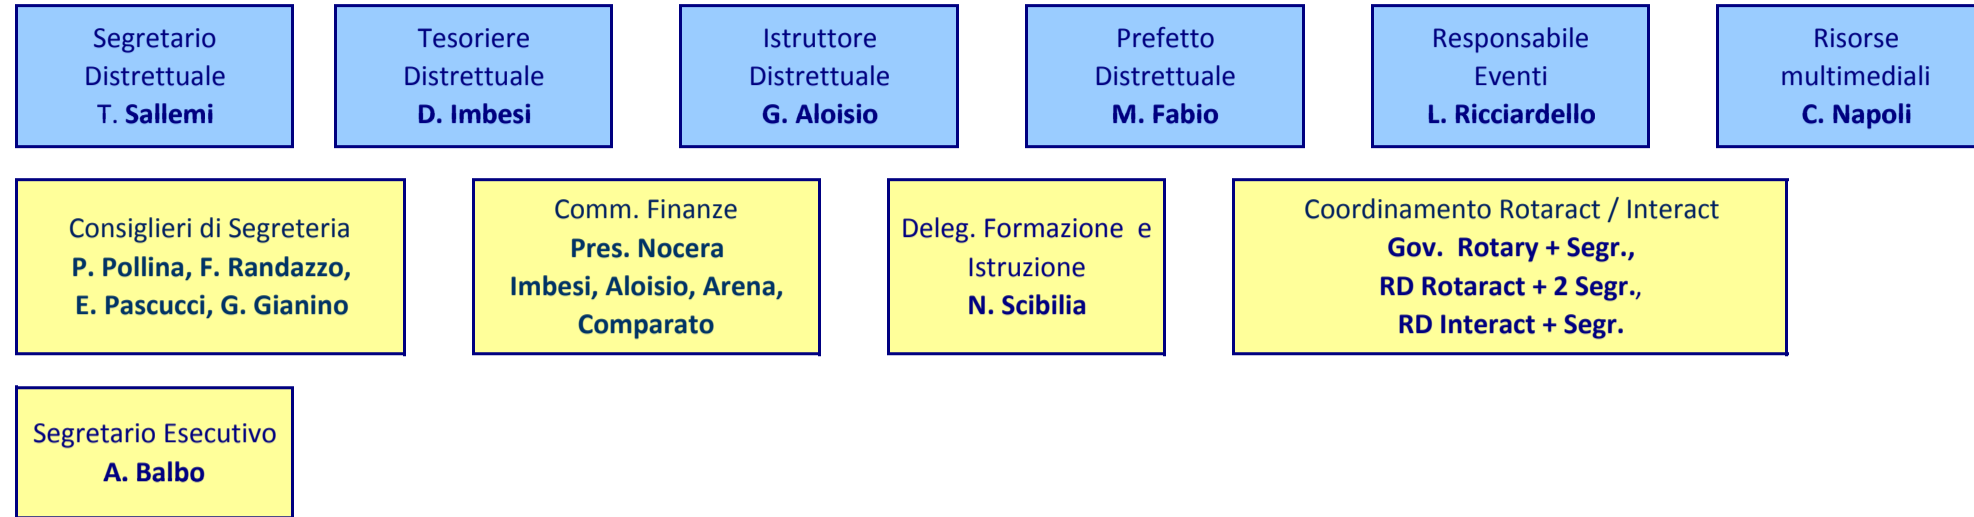 Segretario
Distrettuale
T. Sallemi
Tesoriere
Distrettuale
D. Imbesi
Istruttore
Distrettuale
G. Aloisio
Prefetto
Distrettuale
M. Fabio
Responsabile
Eventi
L. Ricciardello
Risorse
multimediali
C. Napoli
Consiglieri di Segreteria
P. Pollina, F. Randazzo,
E. Pascucci, G. Gianino
Comm. Finanze
Pres. Nocera
Imbesi, Aloisio, Arena,
Comparato
Deleg. Formazione e
Istruzione
N. Scibilia
Coordinamento Rotaract / Interact
Gov. Rotary + Segr.,
RD Rotaract + 2 Segr.,
RD Interact + Segr.
Segretario Esecutivo
A. Balbo